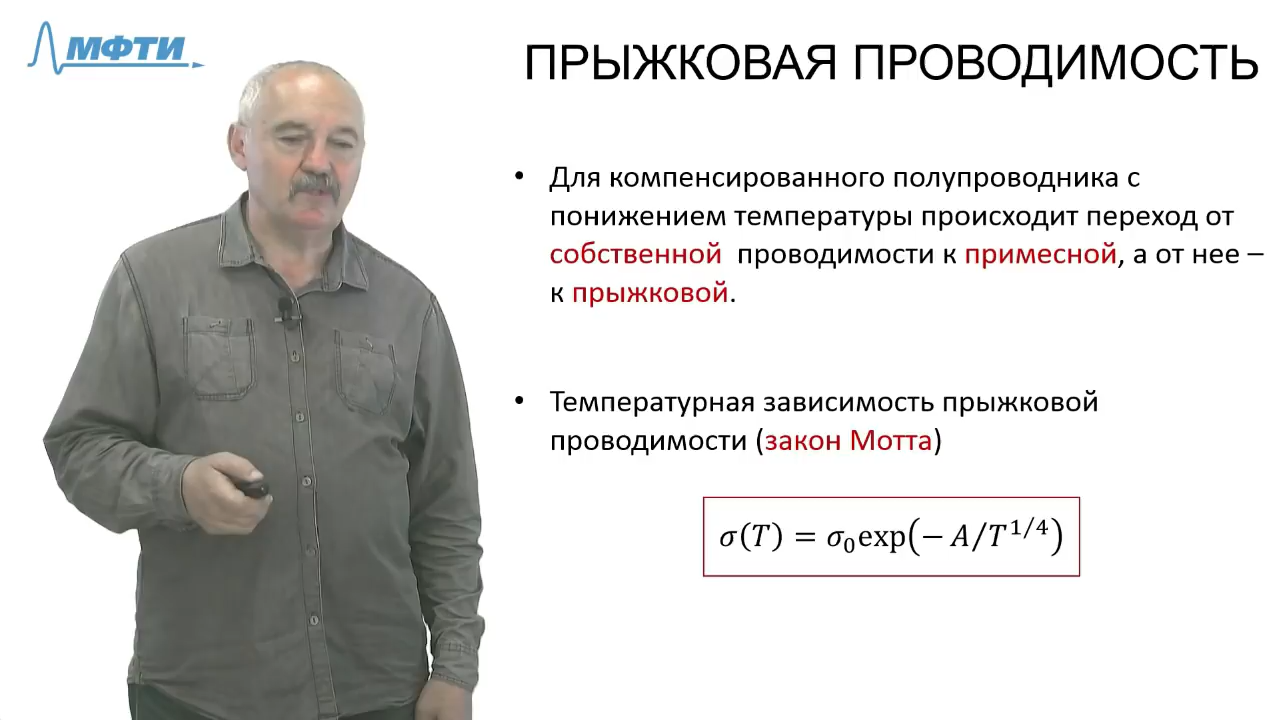 МФТИ
ПРЫЖКОВАЯ ПРОВОДИМОСТЬ
• Для компенсированного полупроводника с
понижением температуры происходит переход от
собственной проводимости к примесной, а от нее –
к прыжковой.
• Температурная зависимость прыжковой
проводимости (закон Мотта)
σ(T) = σ₀exp(− A/T^{1/4})